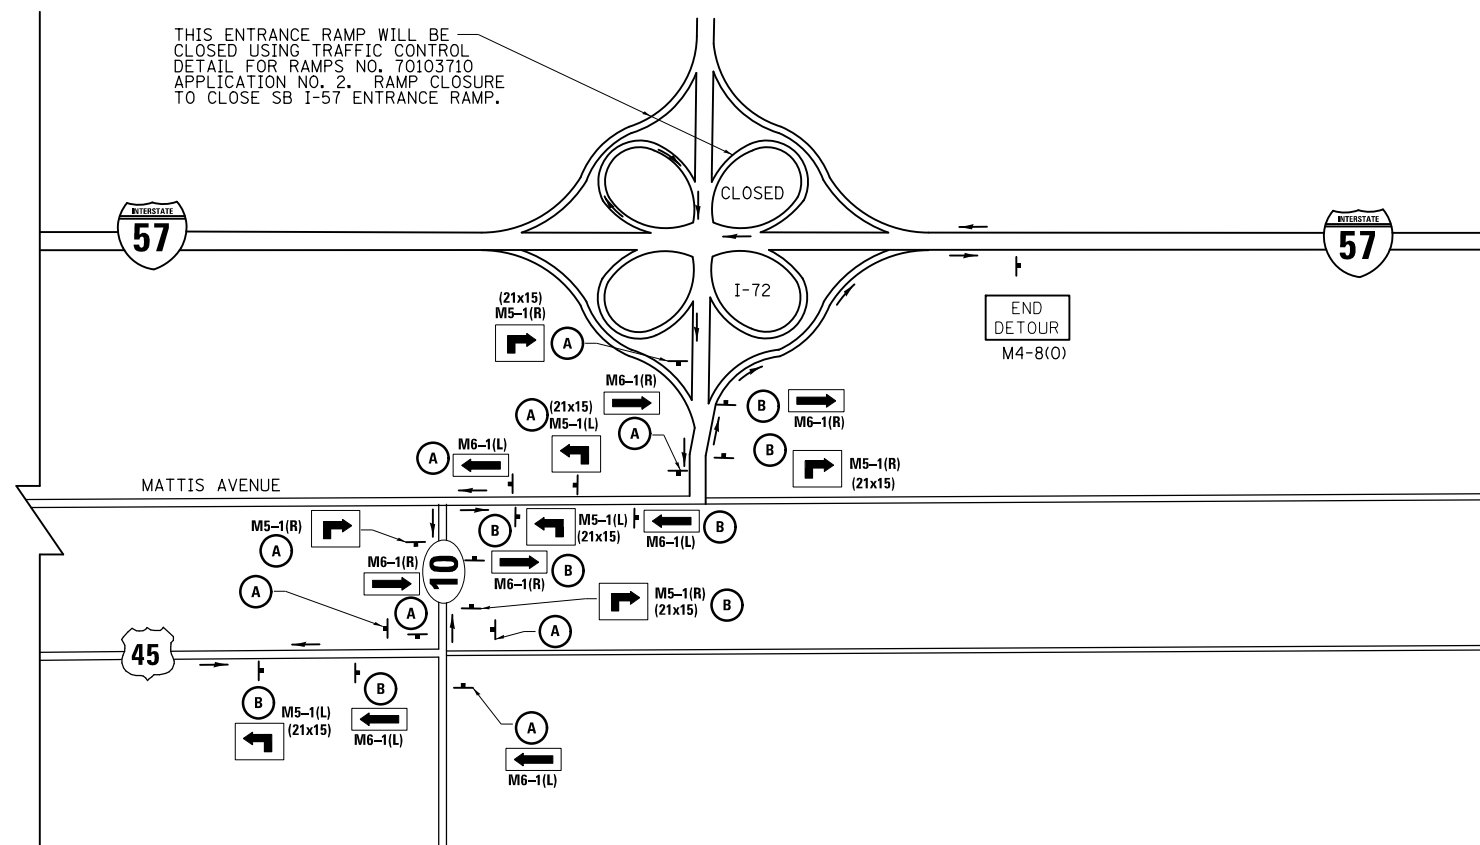 THIS ENTRANCE RAMP WILL BE
CLOSED USING TRAFFIC CONTROL
DETAIL FOR RAMPS NO. 70103710
APPLICATION NO. 2.  RAMP CLOSURE
TO CLOSE SB I-57 ENTRANCE RAMP.
CLOSED
INTERSTATE
57
INTERSTATE
57
I-72
END
DETOUR
M4-8(O)
(21x15)
M5-1(R)
A
M6-1(R)
A
A
(21x15)
M5-1(L)
A
M6-1(L)
B
M6-1(R)
B
M5-1(R)
(21x15)
MATTIS AVENUE
M5-1(R)
A
B
M5-1(L)
(21x15)
M6-1(L)
B
10
M6-1(R)
A
A
M6-1(R)
B
M5-1(R)
(21x15)
B
A
45
B
M5-1(L)
(21x15)
B
M6-1(L)
A
M6-1(L)